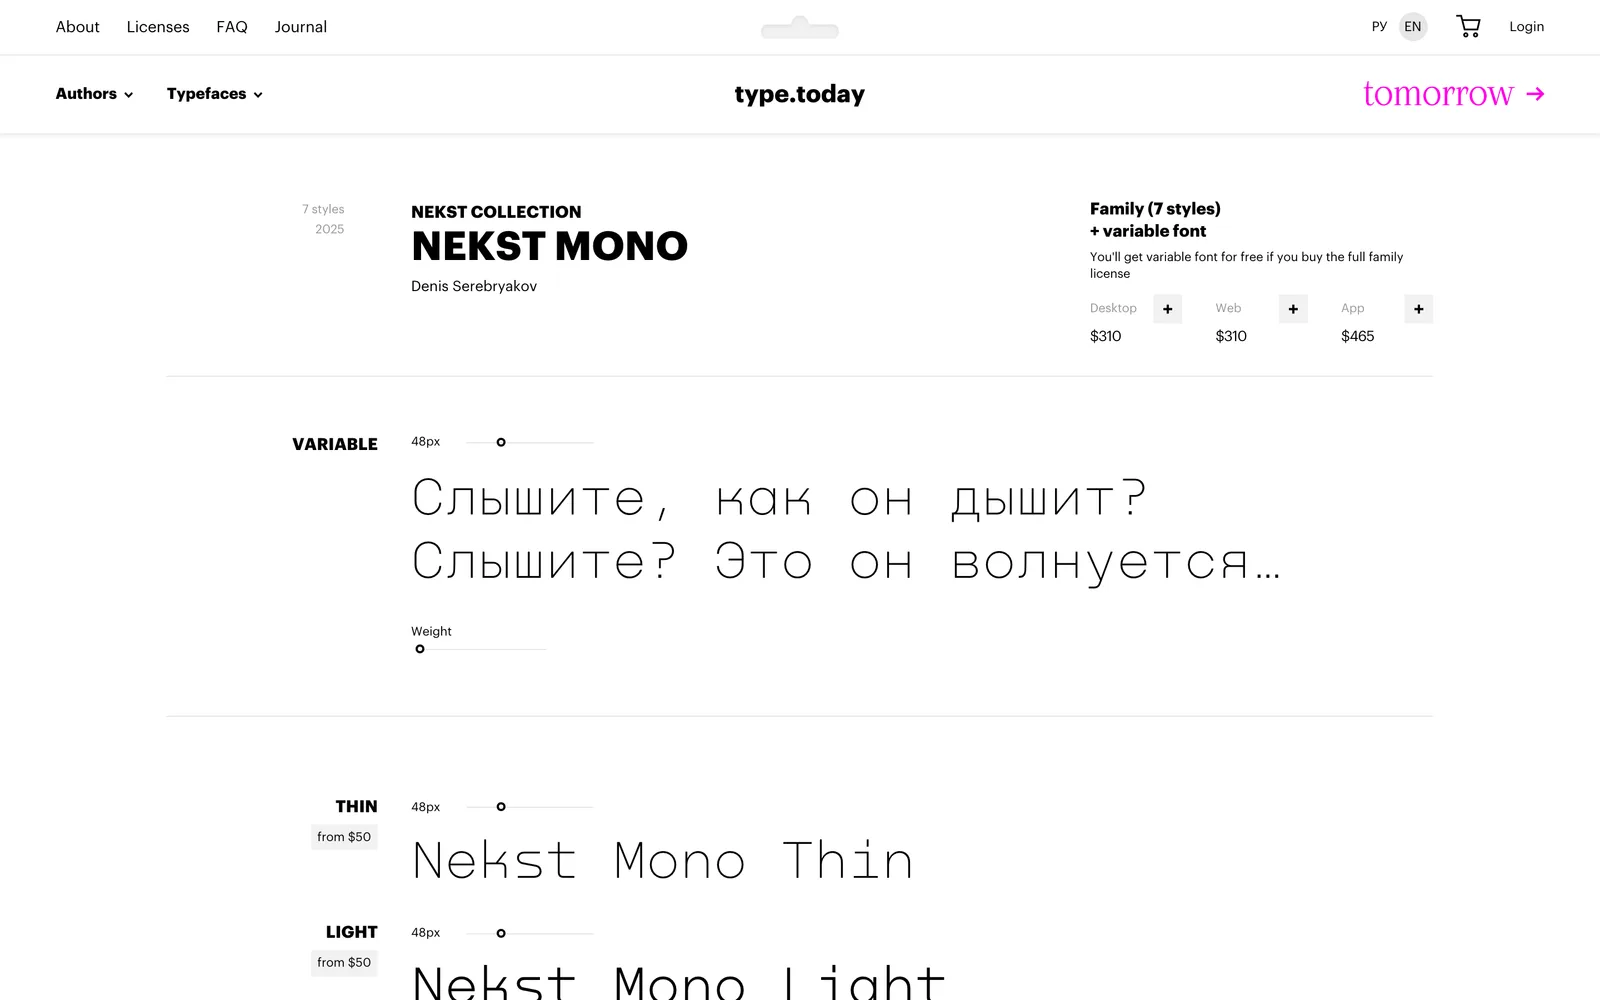 About Licenses FAQ Journal
РУ EN Login
Authors Typefaces
type.today
tomorrow →
7 styles
2025
NEKST COLLECTION
NEKST MONO
Denis Serebryakov
Family (7 styles)
+ variable font
You'll get variable font for free if you buy the full family
license
Desktop + Web + App +
$310 $310 $465
VARIABLE
48px
Слышите, как он дышит?
Слышите? Это он волнуется…
Weight
THIN
from $50
48px
Nekst Mono Thin
LIGHT
from $50
48px
Nekst Mono Light